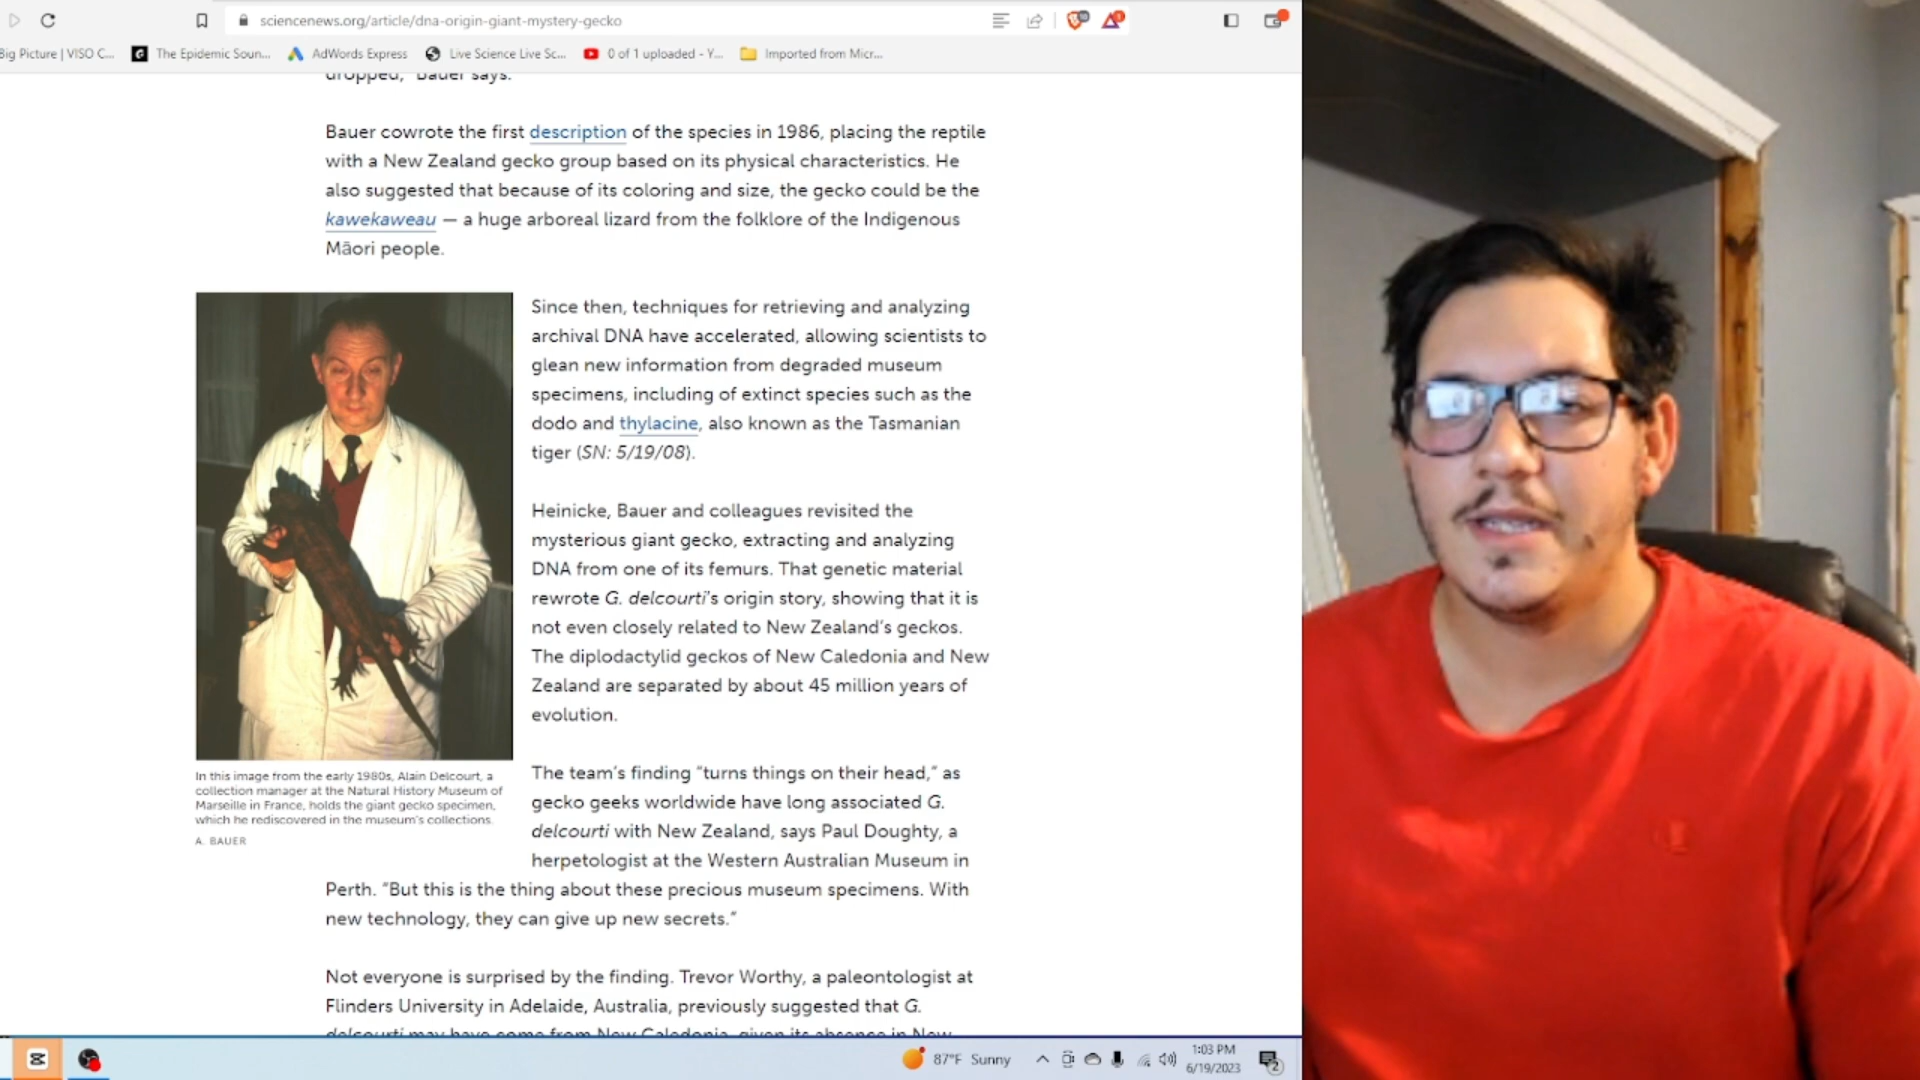 sciencenews.org/article/dna-origin-giant-mystery-gecko
Big Picture | VISO C...
The Epidemic Soun...
AdWords Express
Live Science Live Sc...
0 of 1 uploaded - Y...
Imported from Micr...
dropped," Bauer says.
Bauer cowrote the first description of the species in 1986, placing the reptile
with a New Zealand gecko group based on its physical characteristics. He
also suggested that because of its coloring and size, the gecko could be the
kawekaweau — a huge arboreal lizard from the folklore of the Indigenous
Māori people.
Since then, techniques for retrieving and analyzing
archival DNA have accelerated, allowing scientists to
glean new information from degraded museum
specimens, including of extinct species such as the
dodo and thylacine, also known as the Tasmanian
tiger (SN: 5/19/08).
Heinicke, Bauer and colleagues revisited the
mysterious giant gecko, extracting and analyzing
DNA from one of its femurs. That genetic material
rewrote G. delcourti's origin story, showing that it is
not even closely related to New Zealand's geckos.
The diplodactylid geckos of New Caledonia and New
Zealand are separated by about 45 million years of
evolution.
In this image from the early 1980s, Alain Delcourt, a
collection manager at the Natural History Museum of
Marseille in France, holds the giant gecko specimen,
which he rediscovered in the museum's collections.
A. BAUER
The team's finding "turns things on their head," as
gecko geeks worldwide have long associated G.
delcourti with New Zealand, says Paul Doughty, a
herpetologist at the Western Australian Museum in
Perth. "But this is the thing about these precious museum specimens. With
new technology, they can give up new secrets."
Not everyone is surprised by the finding. Trevor Worthy, a paleontologist at
Flinders University in Adelaide, Australia, previously suggested that G.
delcourti may have come from New Caledonia, given its absence in New
87°F Sunny
1:03 PM
6/19/2023
2